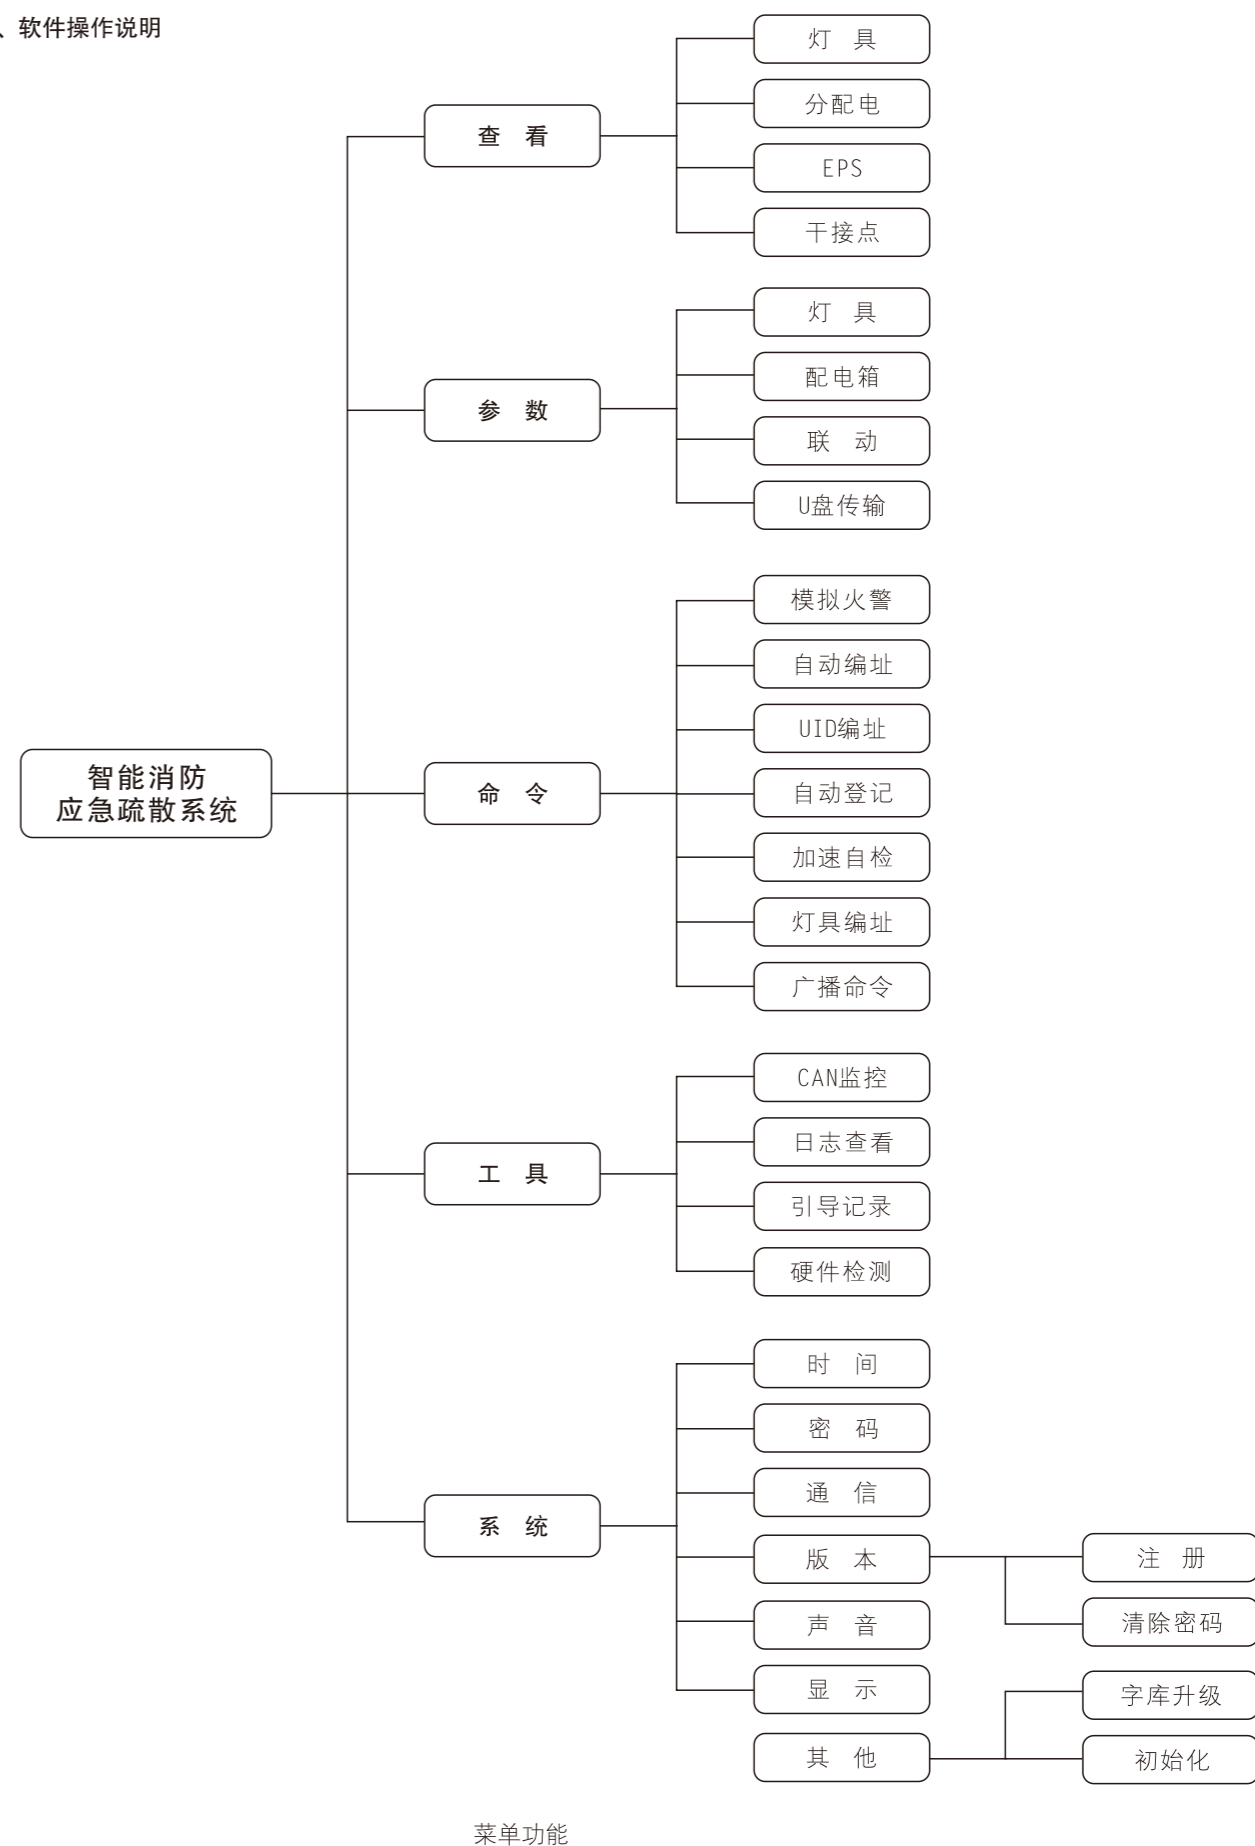 、软件操作说明
智能消防
应急疏散系统
查 看
灯 具
分配电
EPS
干接点
参 数
灯 具
配电箱
联 动
U盘传输
命 令
模拟火警
自动编址
UID编址
自动登记
加速自检
灯具编址
广播命令
工 具
CAN监控
日志查看
引导记录
硬件检测
系 统
时 间
密 码
通 信
版 本
注 册
清除密码
声 音
显 示
其 他
字库升级
初始化
菜单功能